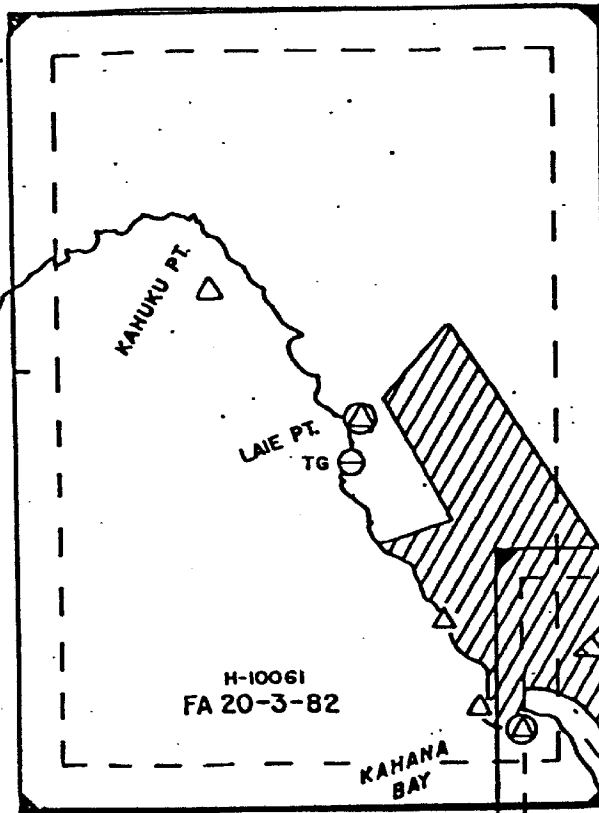 KAHUKU PT.
LAIE PT.
TG
H-10061
FA 20-3-82
KAHANA
BAY